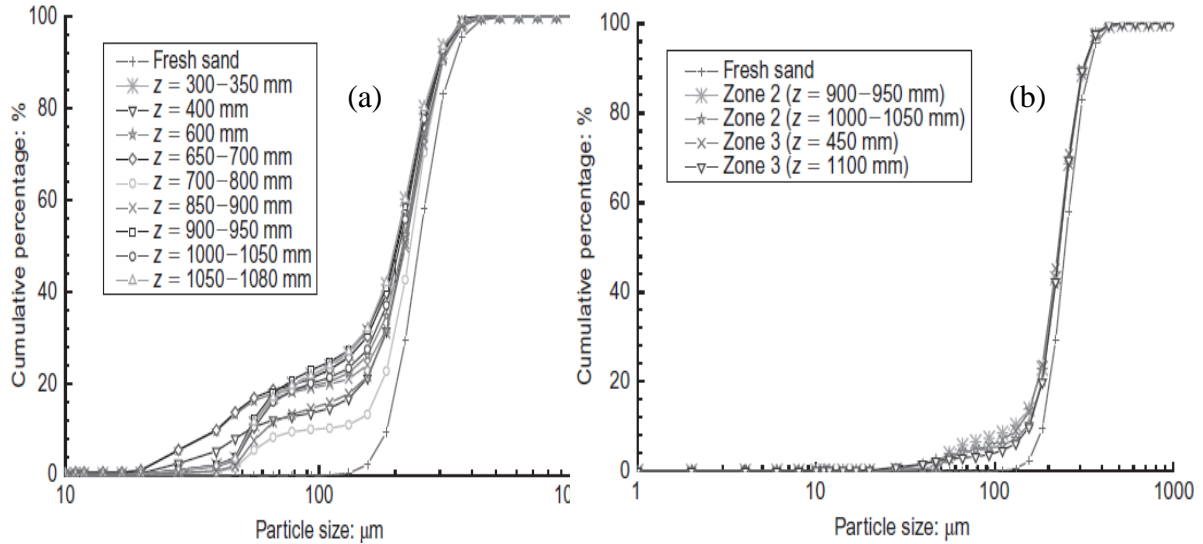 100
80
60
40
20
0
Cumulative percentage: %
Fresh sand
z = 300−350 mm
z = 400 mm
z = 600 mm
z = 650−700 mm
z = 700−800 mm
z = 850−900 mm
z = 900−950 mm
z = 1000−1050 mm
z = 1050−1080 mm
(a)
10
100
10
Particle size: μm
100
80
60
40
20
0
Cumulative percentage: %
Fresh sand
Zone 2 (z = 900−950 mm)
Zone 2 (z = 1000−1050 mm)
Zone 3 (z = 450 mm)
Zone 3 (z = 1100 mm)
(b)
1
10
100
1000
Particle size: μm